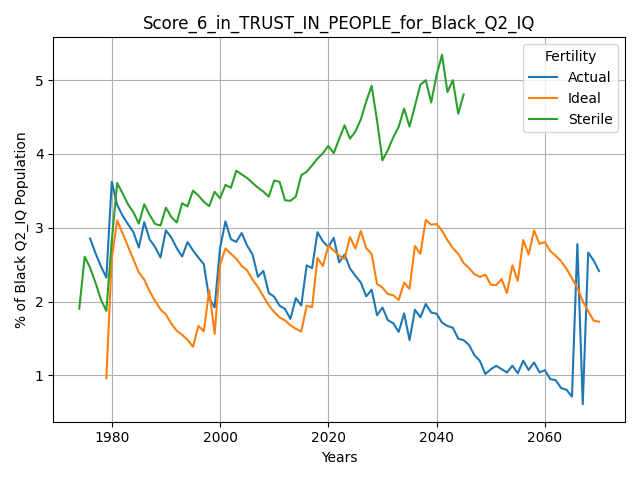 Score_6_in_TRUST_IN_PEOPLE_for_Black_Q2_IQ
Fertility
Actual
Ideal
Sterile
% of Black Q2_IQ Population
5
4
3
2
1
1980 2000 2020 2040 2060
Years